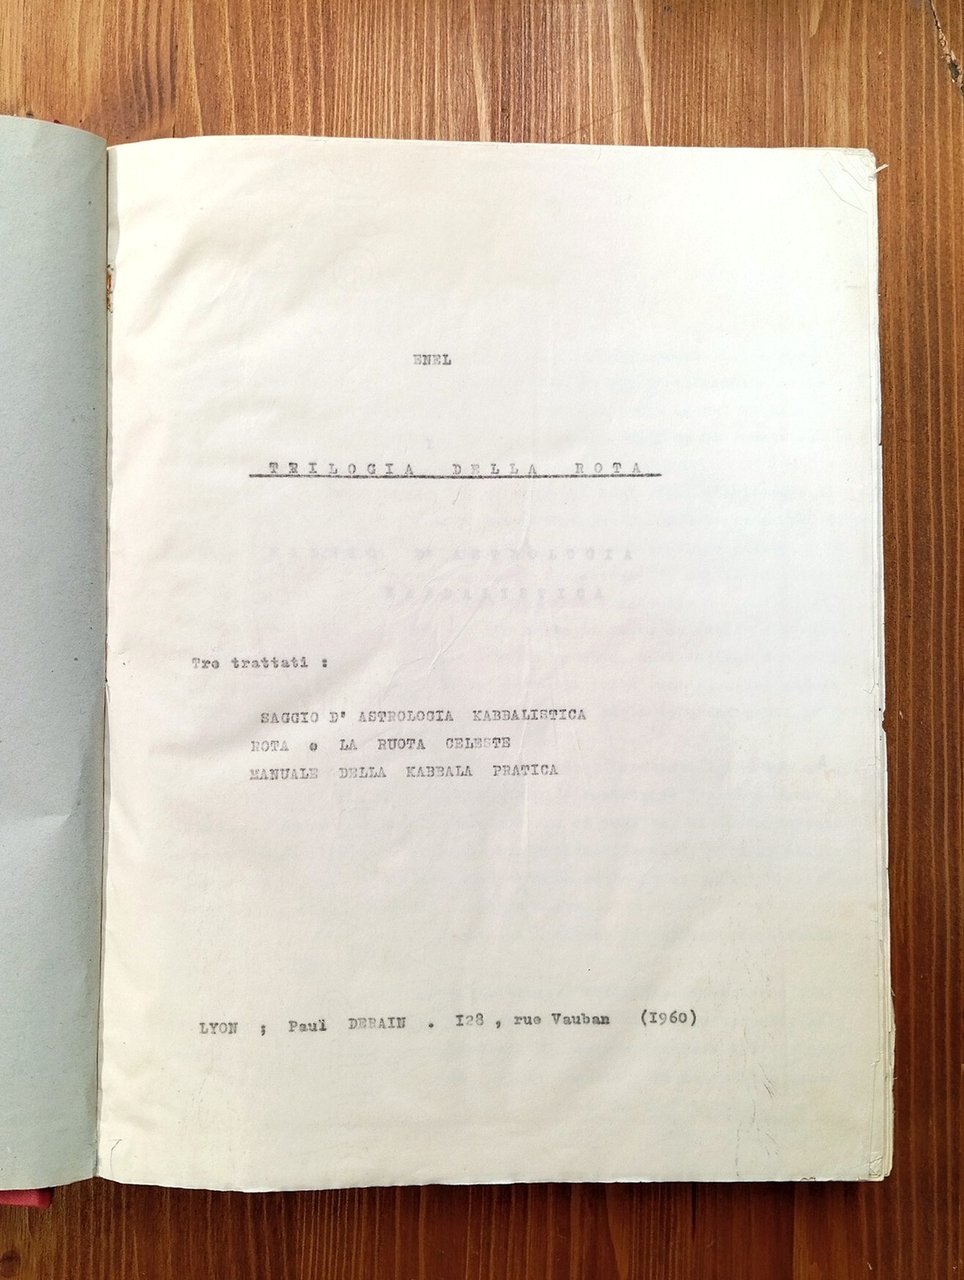 ENEL
TRILOGIA DELLA ROTA
Tre trattati :
SAGGIO D' ASTROLOGIA KABBALISTICA
ROTA o LA RUOTA CELESTE
MANUALE DELLA KABBALA PRATICA
LYON ; Paul DERAIN . I28 , rue Vauban (I960)